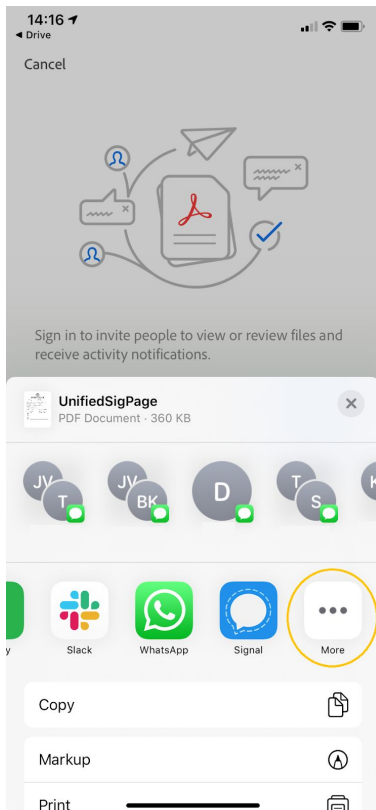 14:16
◀ Drive
Cancel
Sign in to invite people to view or review files and
receive activity notifications.
UnifiedSigPage
PDF Document · 360 KB
JV
T
JV
BK
D
T
S
K
y
Slack
WhatsApp
Signal
More
Copy
Markup
Print